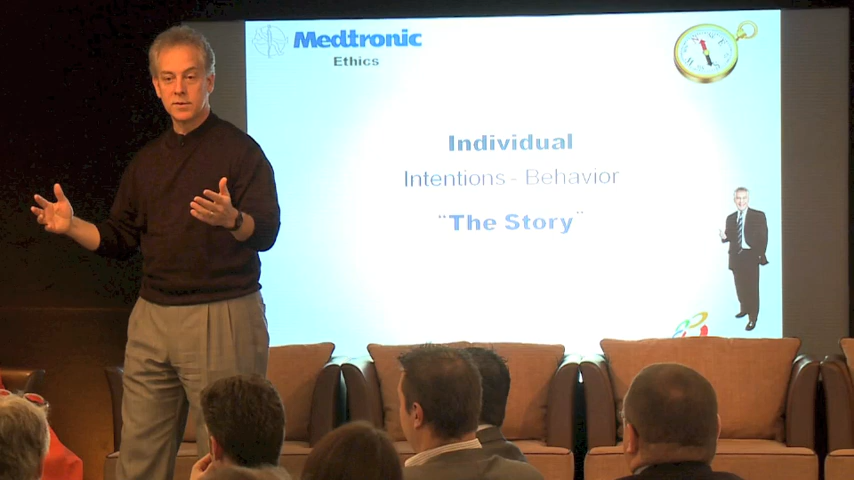 Medtronic
Ethics
Individual
Intentions - Behavior
"The Story"